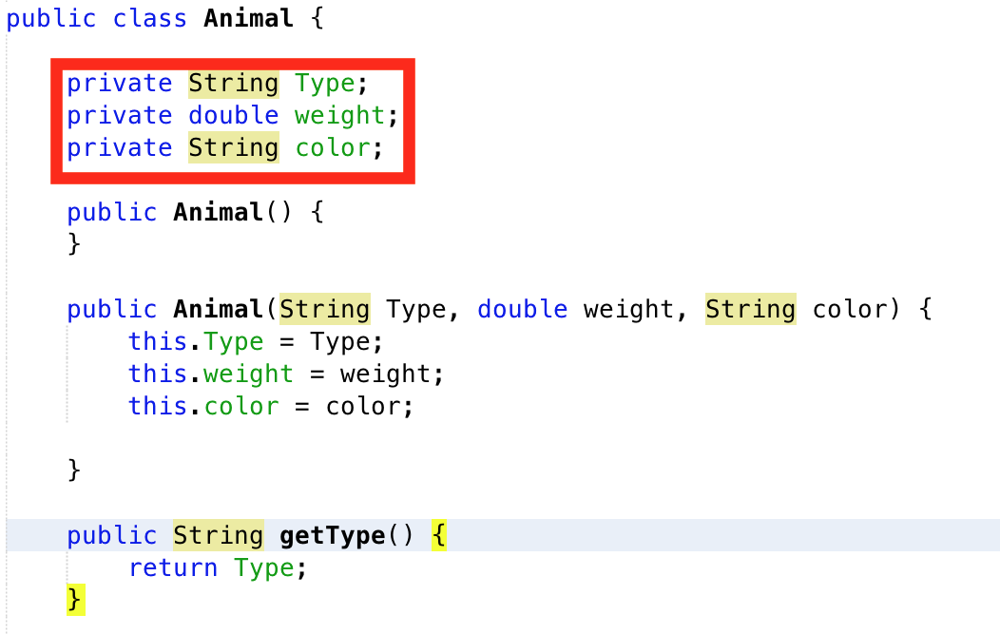 public class Animal {
private String Type;
private double weight;
private String color;
public Animal() {
}
public Animal(String Type, double weight, String color) {
this.Type = Type;
this.weight = weight;
this.color = color;
}
public String getType() {
return Type;
}